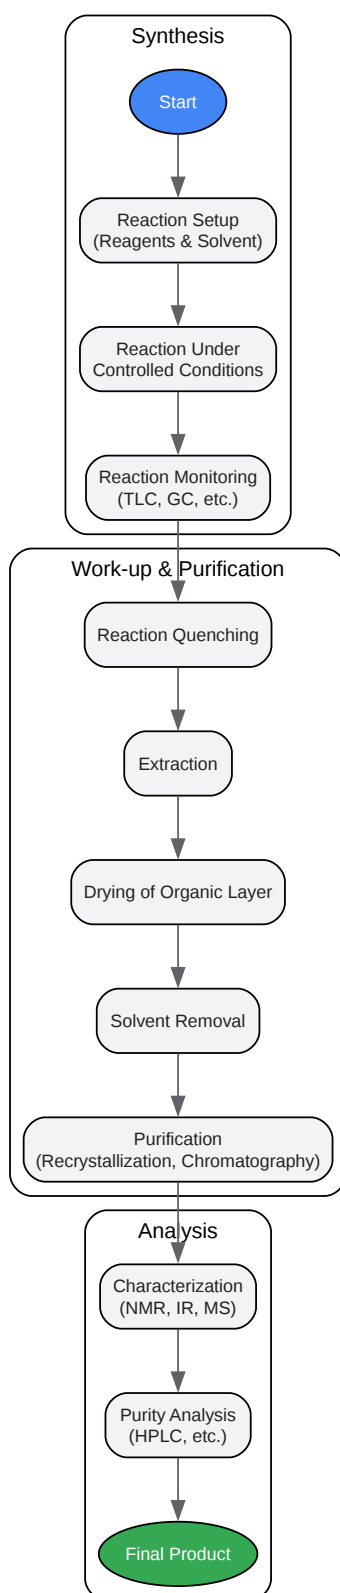 Synthesis
Start
Reaction Setup
(Reagents & Solvent)
Reaction Under
Controlled Conditions
Reaction Monitoring
(TLC, GC, etc.)
Work-up & Purification
Reaction Quenching
Extraction
Drying of Organic Layer
Solvent Removal
Purification
(Recrystallization, Chromatography)
Analysis
Characterization
(NMR, IR, MS)
Purity Analysis
(HPLC, etc.)
Final Product